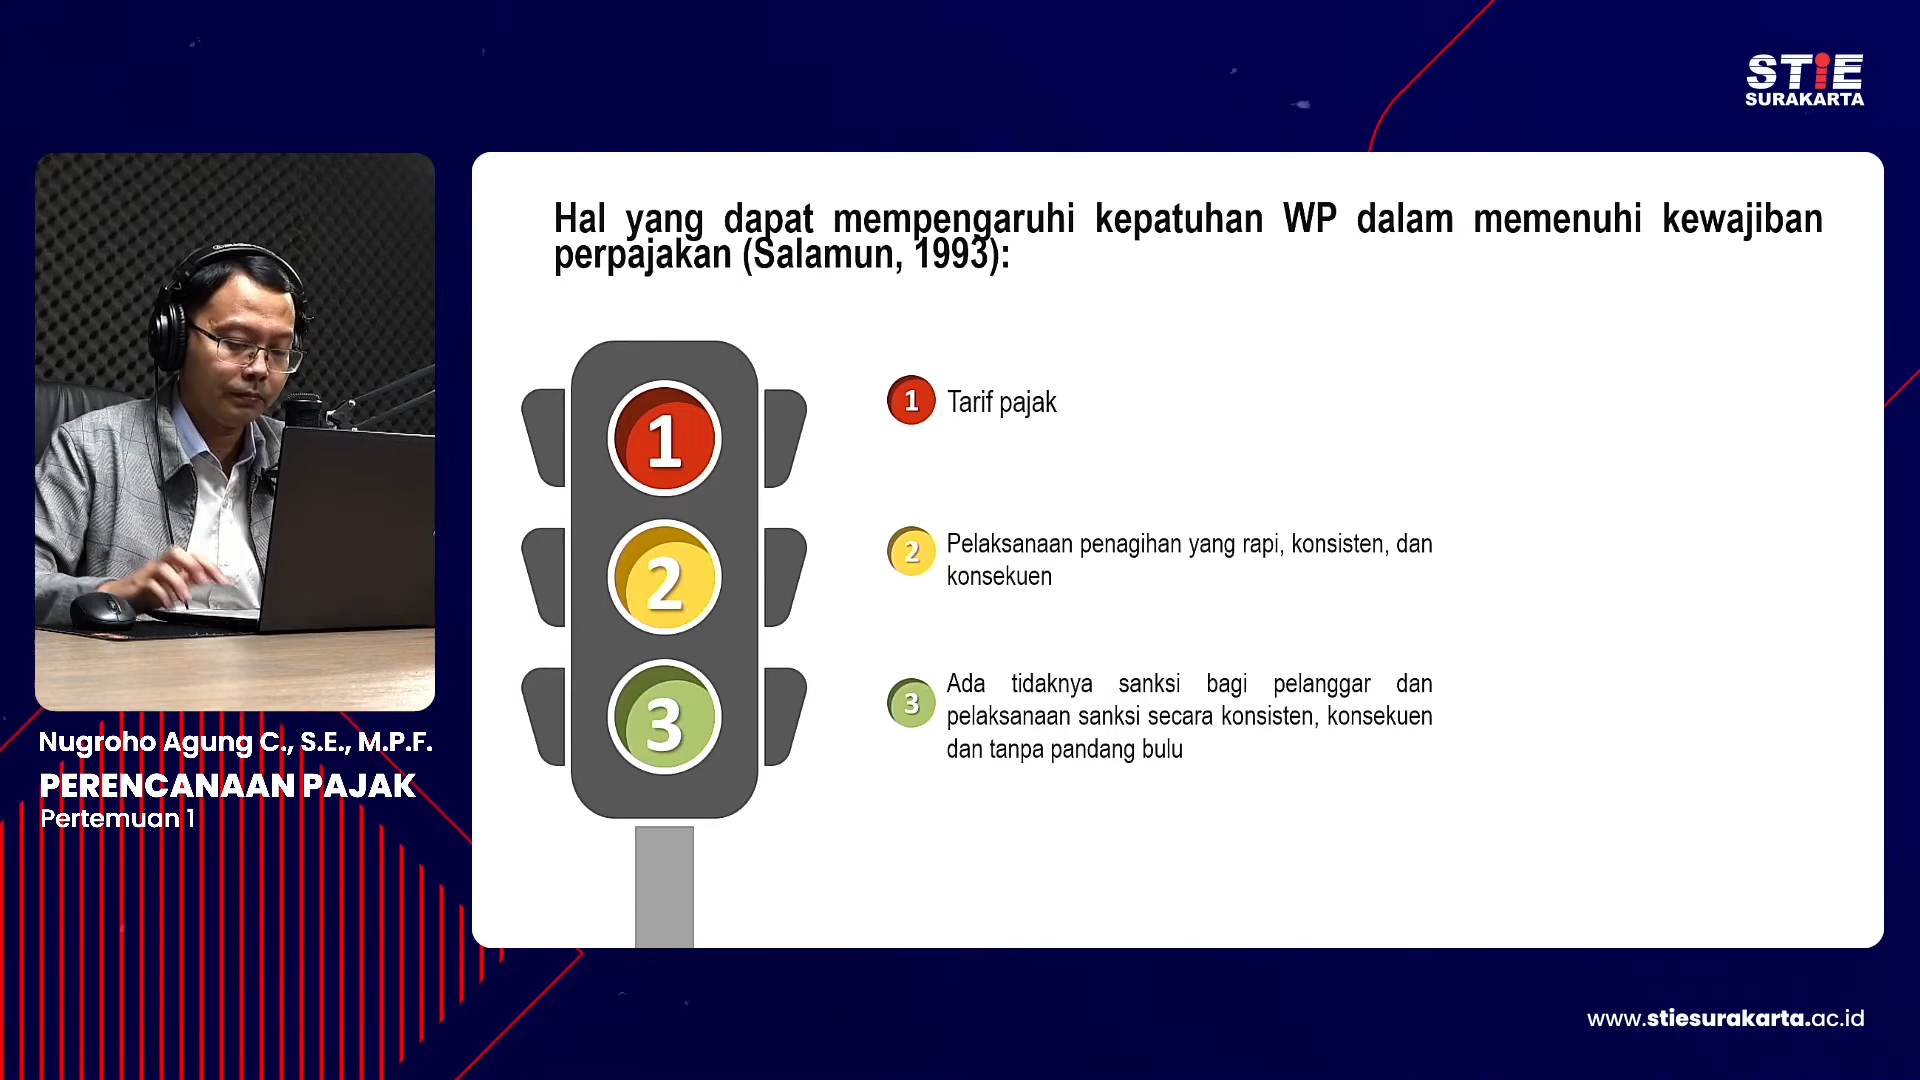 STiE
SURAKARTA
Hal yang dapat mempengaruhi kepatuhan WP dalam memenuhi kewajiban
perpajakan (Salamun, 1993):
1
2
3
1 Tarif pajak
2 Pelaksanaan penagihan yang rapi, konsisten, dan
konsekuen
3 Ada tidaknya sanksi bagi pelanggar dan
pelaksanaan sanksi secara konsisten, konsekuen
dan tanpa pandang bulu
Nugroho Agung C., S.E., M.P.F.
PERENCANAAN PAJAK
Pertemuan 1
www.stiesurakarta.ac.id